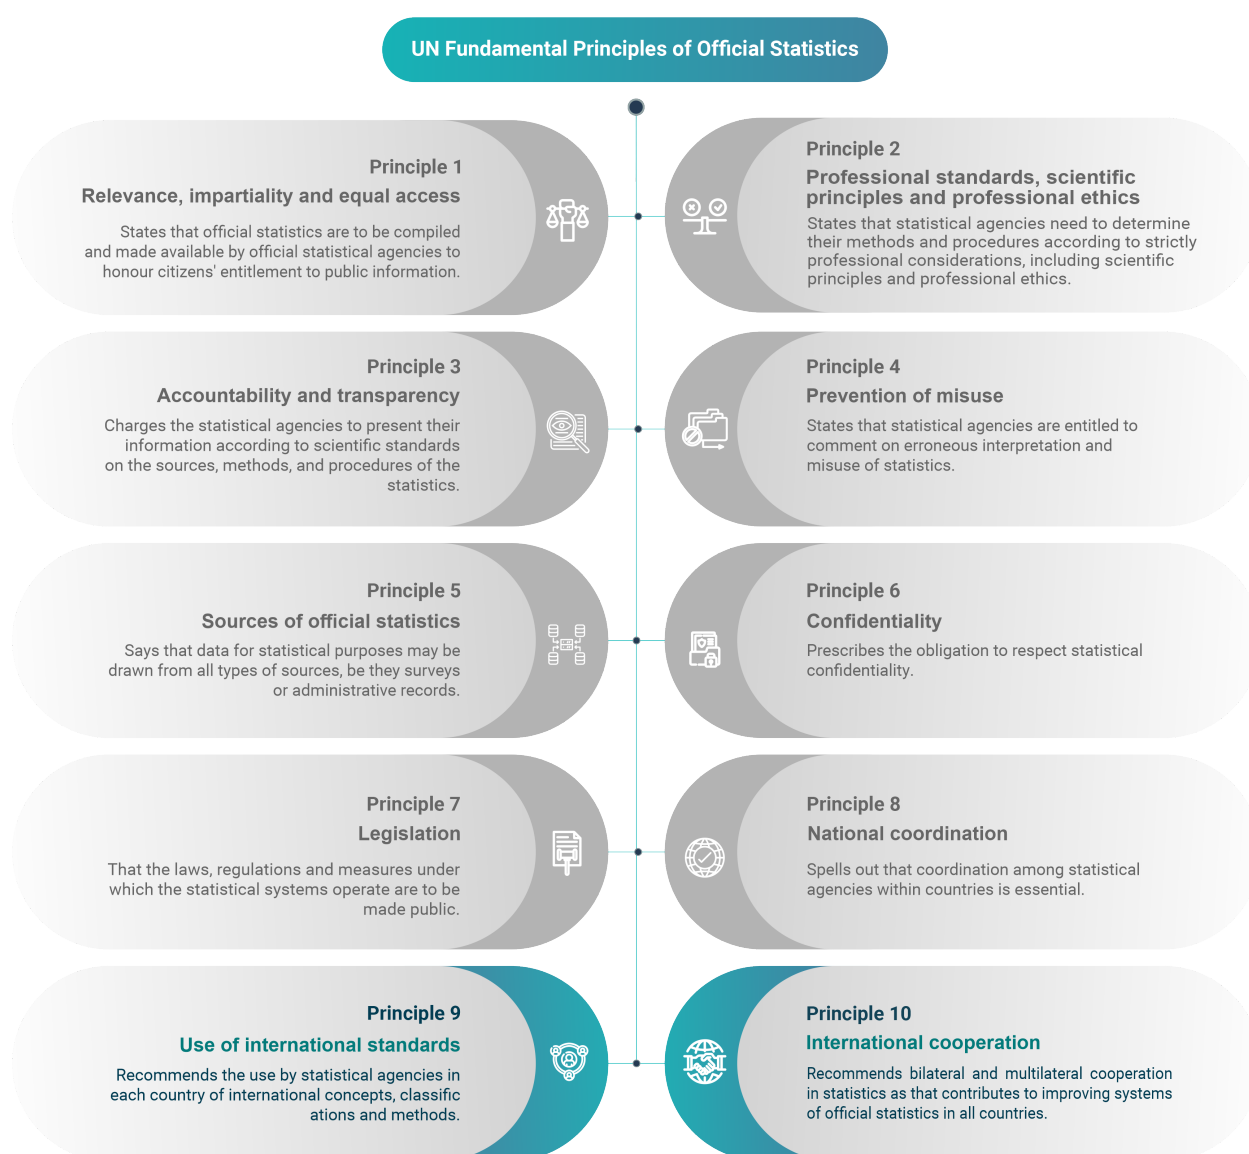 UN Fundamental Principles of Official Statistics
Principle 1
Relevance, impartiality and equal access
States that official statistics are to be compiled
and made available by official statistical agencies to
honour citizens' entitlement to public information.
Principle 2
Professional standards, scientific
principles and professional ethics
States that statistical agencies need to determine
their methods and procedures according to strictly
professional considerations, including scientific
principles and professional ethics.
Principle 3
Accountability and transparency
Charges the statistical agencies to present their
information according to scientific standards
on the sources, methods, and procedures of the
statistics.
Principle 4
Prevention of misuse
States that statistical agencies are entitled to
comment on erroneous interpretation and
misuse of statistics.
Principle 5
Sources of official statistics
Says that data for statistical purposes may be
drawn from all types of sources, be they surveys
or administrative records.
Principle 6
Confidentiality
Prescribes the obligation to respect statistical
confidentiality.
Principle 7
Legislation
That the laws, regulations and measures under
which the statistical systems operate are to be
made public.
Principle 8
National coordination
Spells out that coordination among statistical
agencies within countries is essential.
Principle 9
Use of international standards
Recommends the use by statistical agencies in
each country of international concepts, classific
ations and methods.
Principle 10
International cooperation
Recommends bilateral and multilateral cooperation
in statistics as that contributes to improving systems
of official statistics in all countries.